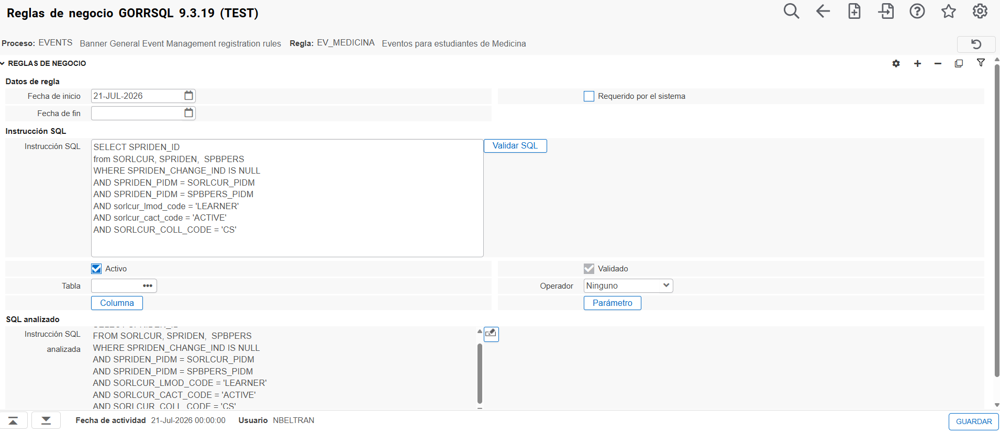 Reglas de negocio GORRSQL 9.3.19 (TEST)
Proceso: EVENTS Banner General Event Management registration rules Regla: EV_MEDICINA Eventos para estudiantes de Medicina
REGLAS DE NEGOCIO
Datos de regla
Fecha de inicio 21-JUL-2026 Requerido por el sistema
Fecha de fin
Instrucción SQL
Instrucción SQL
SELECT SPRIDEN_ID
from SORLCUR, SPRIDEN,  SPBPERS
WHERE SPRIDEN_CHANGE_IND IS NULL
AND SPRIDEN_PIDM = SORLCUR_PIDM
AND SPRIDEN_PIDM = SPBPERS_PIDM
AND sorlcur_lmod_code = 'LEARNER'
AND sorlcur_cact_code = 'ACTIVE'
AND SORLCUR_COLL_CODE = 'CS'
Validar SQL
Activo Validado
Tabla ••• Operador Ninguno
Columna Parámetro
SQL analizado
Instrucción SQL analizada
SELECT SPRIDEN_ID
FROM SORLCUR, SPRIDEN,  SPBPERS
WHERE SPRIDEN_CHANGE_IND IS NULL
AND SPRIDEN_PIDM = SORLCUR_PIDM
AND SPRIDEN_PIDM = SPBPERS_PIDM
AND SORLCUR_LMOD_CODE = 'LEARNER'
AND SORLCUR_CACT_CODE = 'ACTIVE'
AND SORLCUR_COLL_CODE = 'CS'
Fecha de actividad 21-Jul-2026 00:00:00 Usuario NBELTRAN
GUARDAR